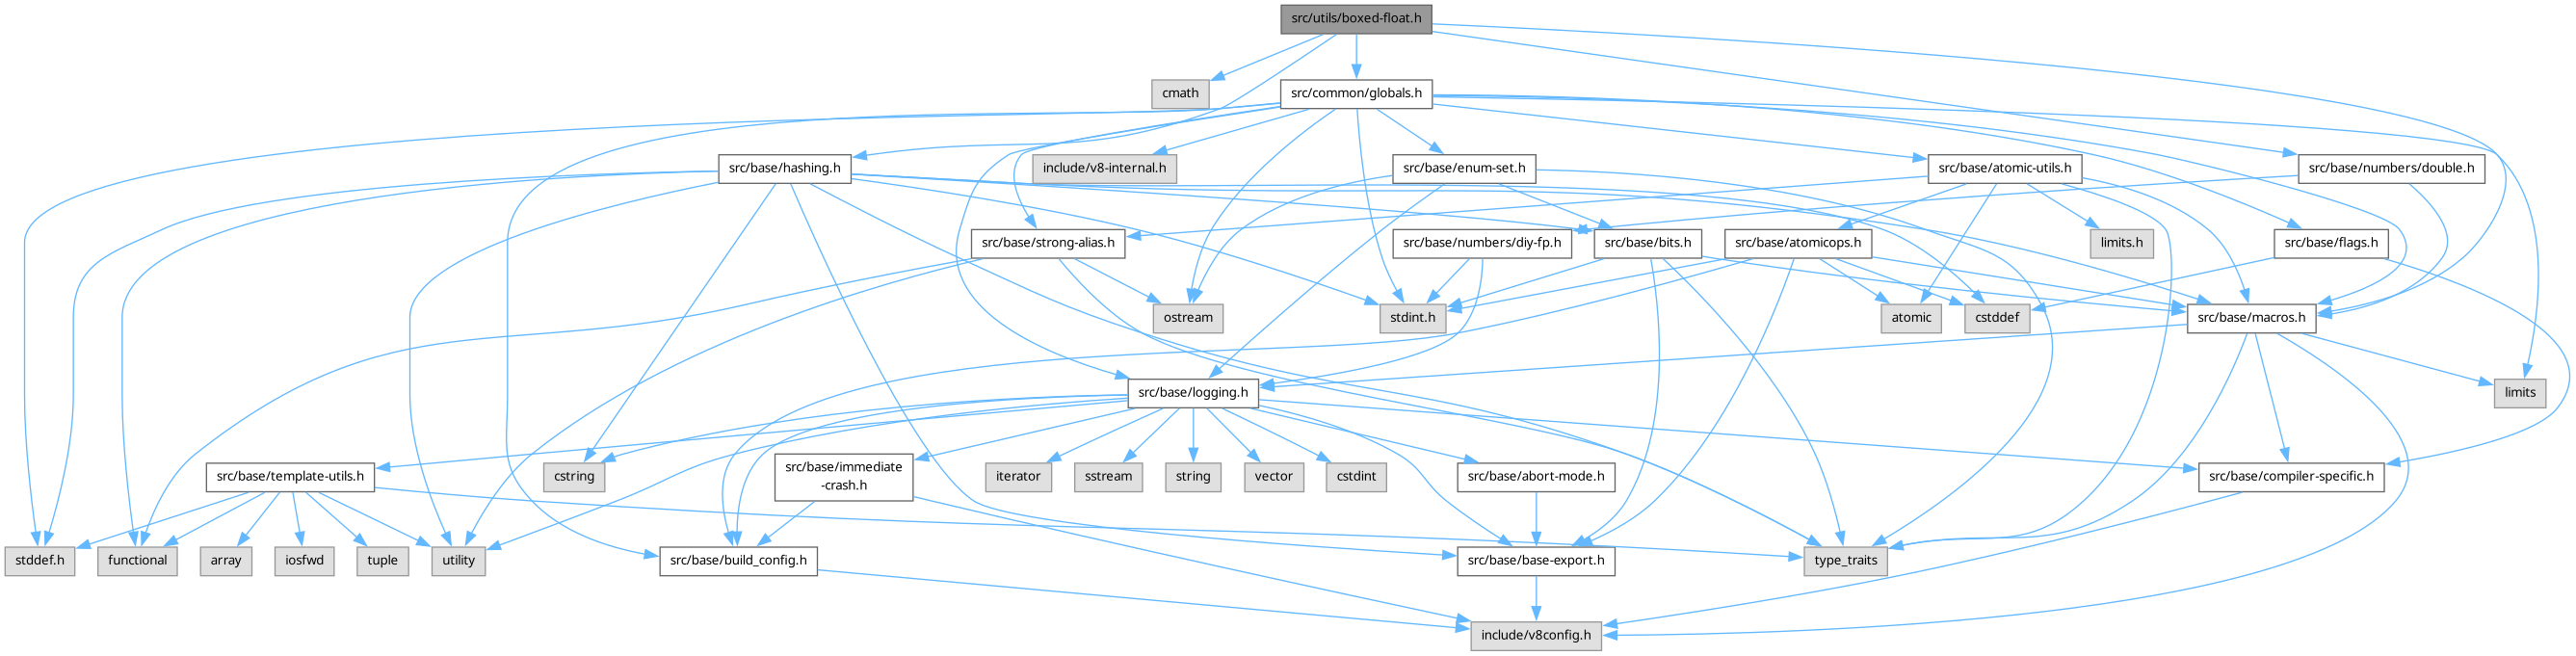 src/utils/boxed-float.h
cmath
src/common/globals.h
src/base/hashing.h
include/v8-internal.h
src/base/enum-set.h
src/base/atomic-utils.h
src/base/numbers/double.h
src/base/strong-alias.h
src/base/numbers/diy-fp.h
src/base/bits.h
src/base/atomicops.h
limits.h
src/base/flags.h
ostream
stdint.h
atomic
cstddef
src/base/macros.h
src/base/logging.h
limits
src/base/template-utils.h
cstring
src/base/immediate
-crash.h
iterator
sstream
string
vector
cstdint
src/base/abort-mode.h
src/base/compiler-specific.h
stddef.h
functional
array
iosfwd
tuple
utility
src/base/build_config.h
src/base/base-export.h
type_traits
include/v8config.h